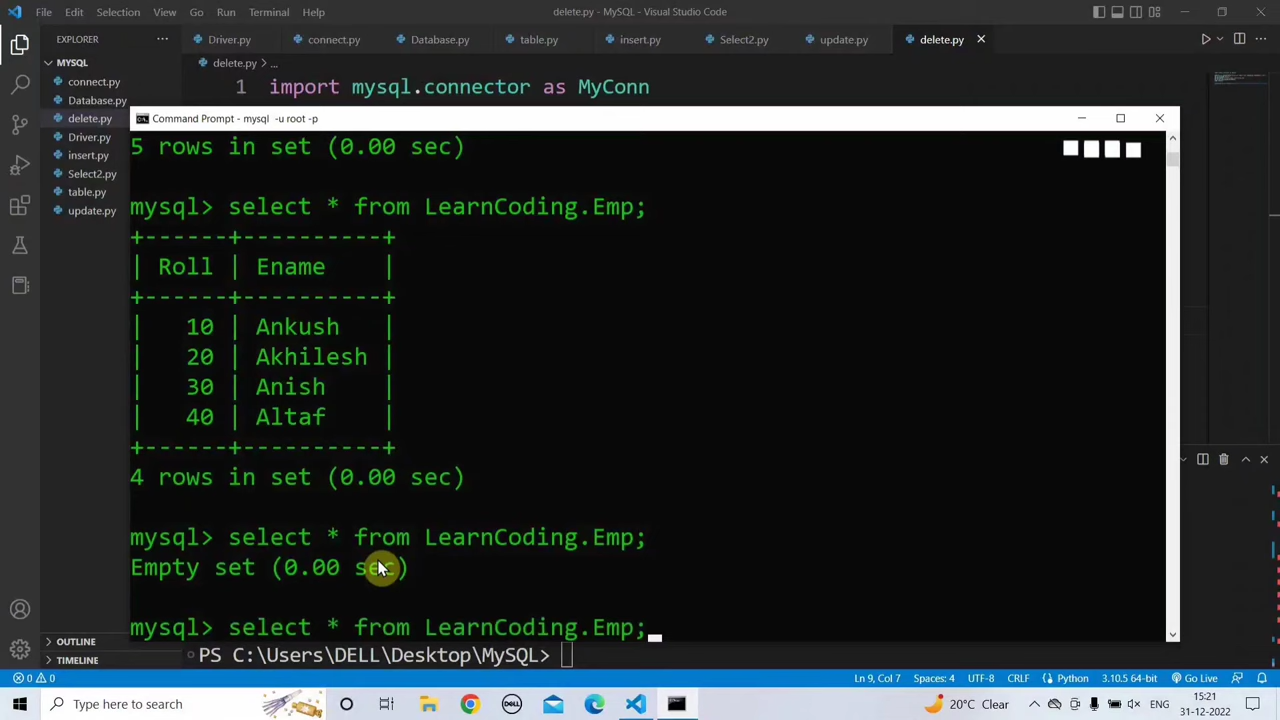 File Edit Selection View Go Run Terminal Help delete.py - MySQL - Visual Studio Code
EXPLORER ··· Driver.py connect.py Database.py table.py insert.py Select2.py update.py delete.py
MYSQL
delete.py > ...
connect.py
Database.py
delete.py
Driver.py
insert.py
Select2.py
table.py
update.py
1 import mysql.connector as MyConn
Command Prompt - mysql -u root -p
5 rows in set (0.00 sec)
mysql> select * from LearnCoding.Emp;
+------+----------+
| Roll | Ename    |
+------+----------+
|   10 | Ankush   |
|   20 | Akhilesh |
|   30 | Anish    |
|   40 | Altaf    |
+------+----------+
4 rows in set (0.00 sec)
mysql> select * from LearnCoding.Emp;
Empty set (0.00 sec)
mysql> select * from LearnCoding.Emp;
OUTLINE
TIMELINE
PS C:\Users\DELL\Desktop\MySQL>
0 0 Ln 9, Col 7 Spaces: 4 UTF-8 CRLF Python 3.10.5 64-bit Go Live
Type here to search
DELL
20°C Clear
ENG
15:21
31-12-2022